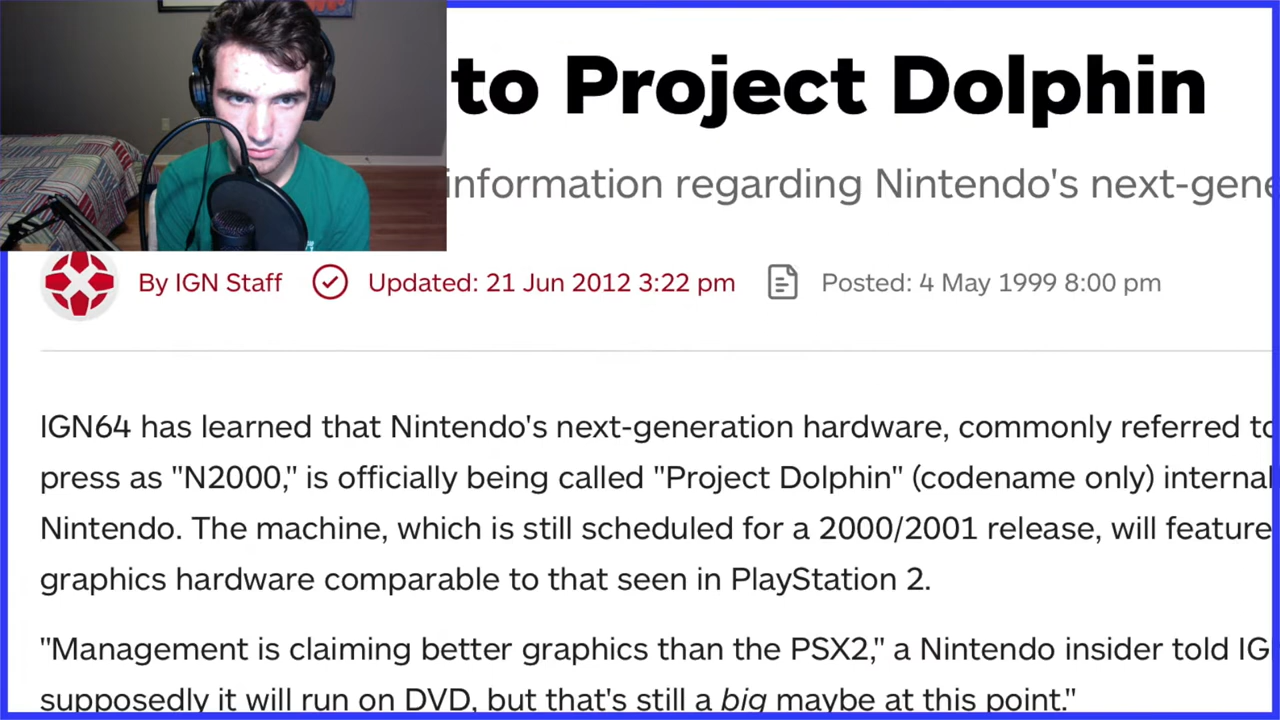 to Project Dolphin
information regarding Nintendo's next-gene
By IGN Staff Updated: 21 Jun 2012 3:22 pm Posted: 4 May 1999 8:00 pm
IGN64 has learned that Nintendo's next-generation hardware, commonly referred to
press as "N2000," is officially being called "Project Dolphin" (codename only) internal
Nintendo. The machine, which is still scheduled for a 2000/2001 release, will feature
graphics hardware comparable to that seen in PlayStation 2.
"Management is claiming better graphics than the PSX2," a Nintendo insider told IG
supposedly it will run on DVD, but that's still a big maybe at this point."